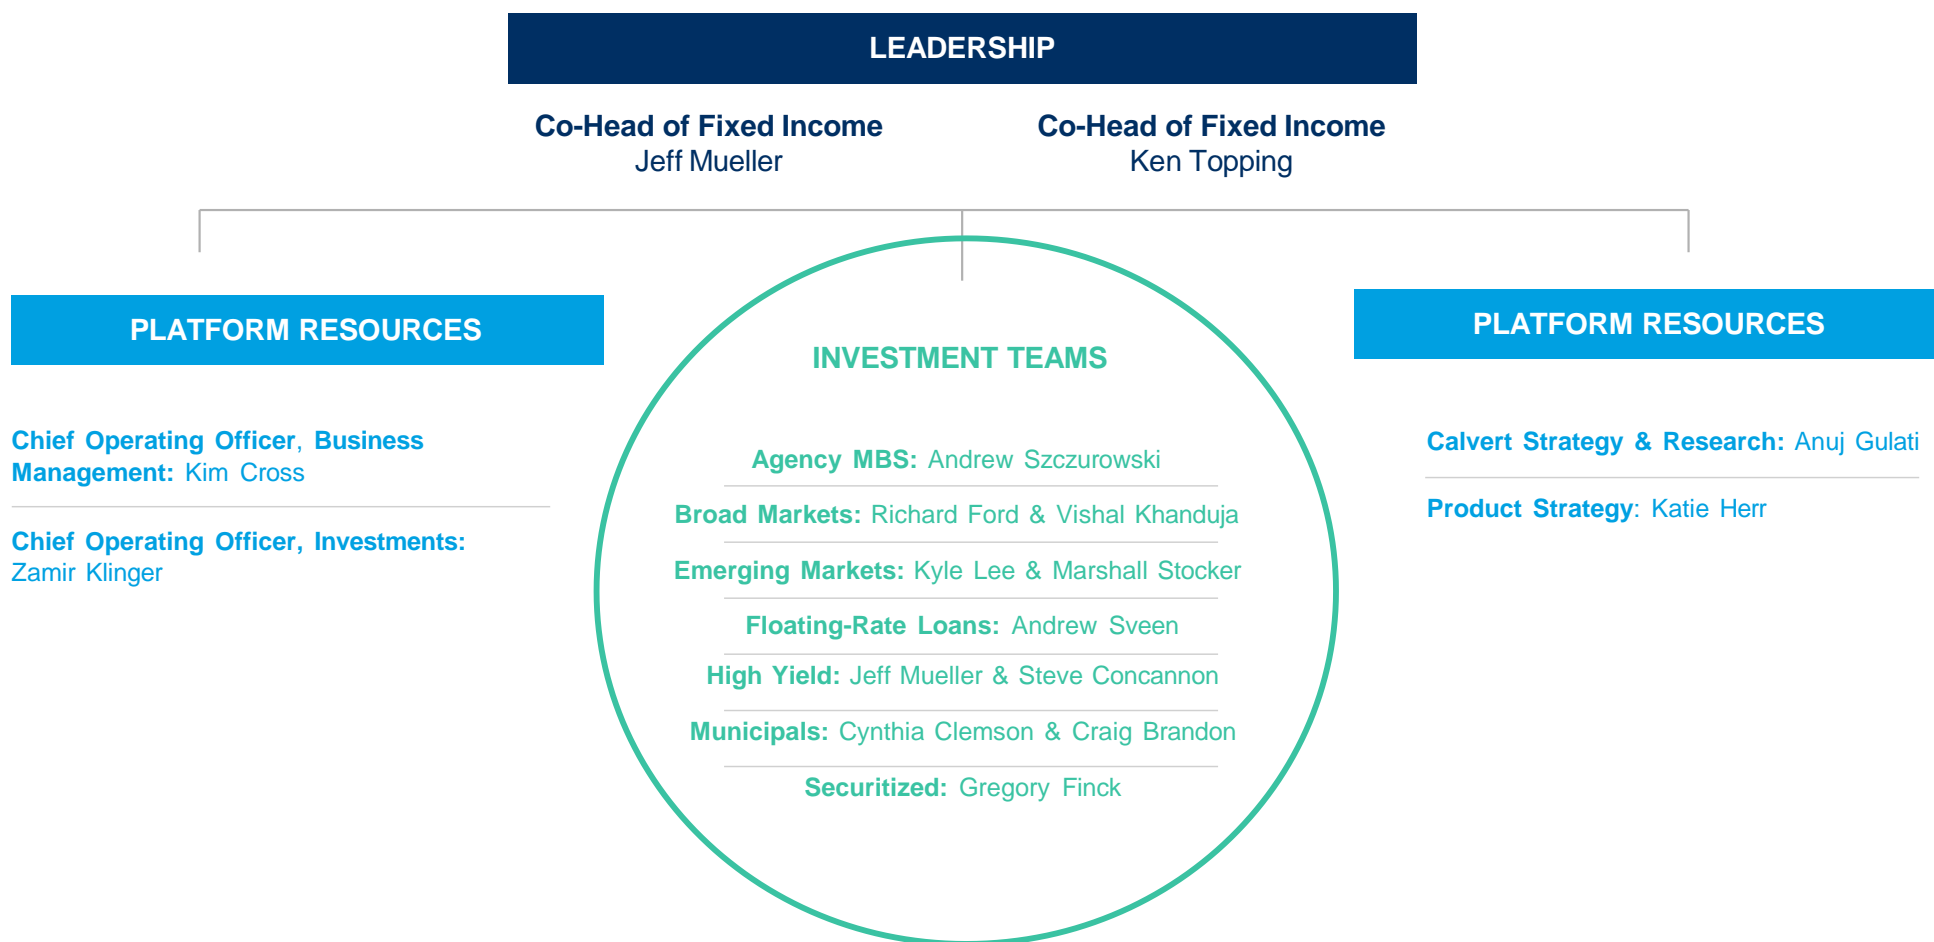 LEADERSHIP
Co-Head of Fixed Income
Jeff Mueller
Co-Head of Fixed Income
Ken Topping
PLATFORM RESOURCES
Chief Operating Officer, Business
Management: Kim Cross
Chief Operating Officer, Investments:
Zamir Klinger
INVESTMENT TEAMS
Agency MBS: Andrew Szczurowski
Broad Markets: Richard Ford & Vishal Khanduja
Emerging Markets: Kyle Lee & Marshall Stocker
Floating-Rate Loans: Andrew Sveen
High Yield: Jeff Mueller & Steve Concannon
Municipals: Cynthia Clemson & Craig Brandon
Securitized: Gregory Finck
PLATFORM RESOURCES
Calvert Strategy & Research: Anuj Gulati
Product Strategy: Katie Herr